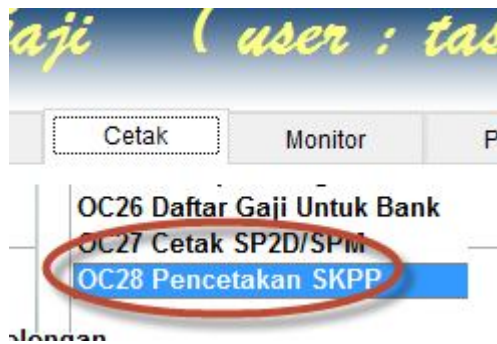 aji ( user : tas
Cetak Monitor P
OC26 Daftar Gaji Untuk Bank
OC27 Cetak SP2D/SPM
OC28 Pencetakan SKPP
olongan